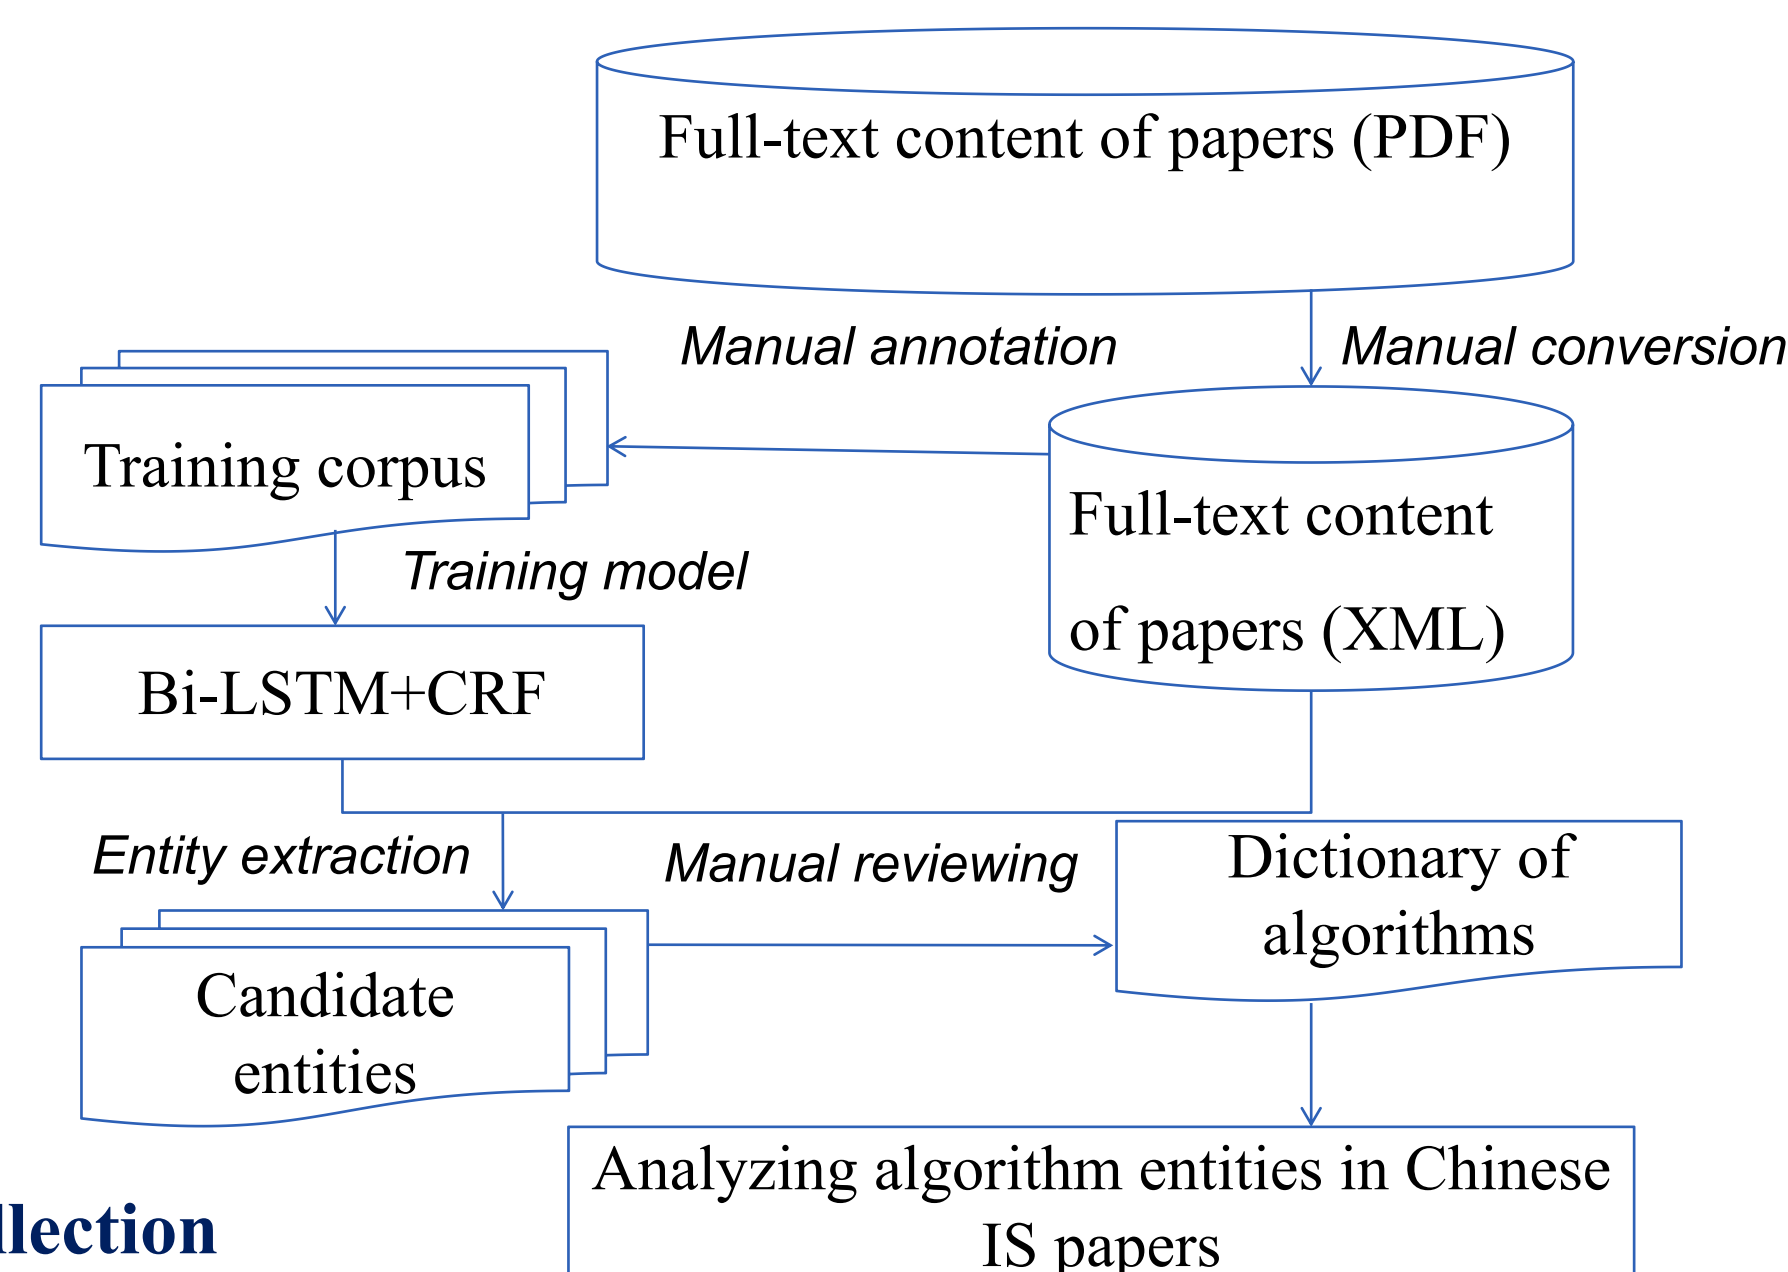 Full-text content of papers (PDF)
Manual annotation
Manual conversion
Training corpus
Full-text content
of papers (XML)
Training model
Bi-LSTM+CRF
Entity extraction
Manual reviewing
Dictionary of
algorithms
Candidate
entities
Analyzing algorithm entities in Chinese
IS papers